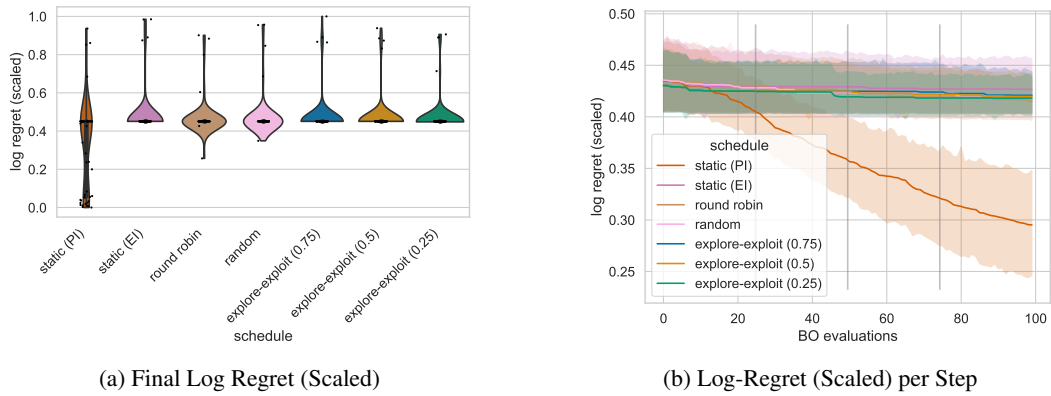 1.0
0.8
0.6
0.4
0.2
0.0
log regret (scaled)
static (PI)
static (EI)
round robin
random
explore-exploit (0.75)
explore-exploit (0.5)
explore-exploit (0.25)
schedule
(a) Final Log Regret (Scaled)
0.50
0.45
0.40
0.35
0.30
0.25
log regret (scaled)
schedule
static (PI)
static (EI)
round robin
random
explore-exploit (0.75)
explore-exploit (0.5)
explore-exploit (0.25)
0 20 40 60 80 100
BO evaluations
(b) Log-Regret (Scaled) per Step